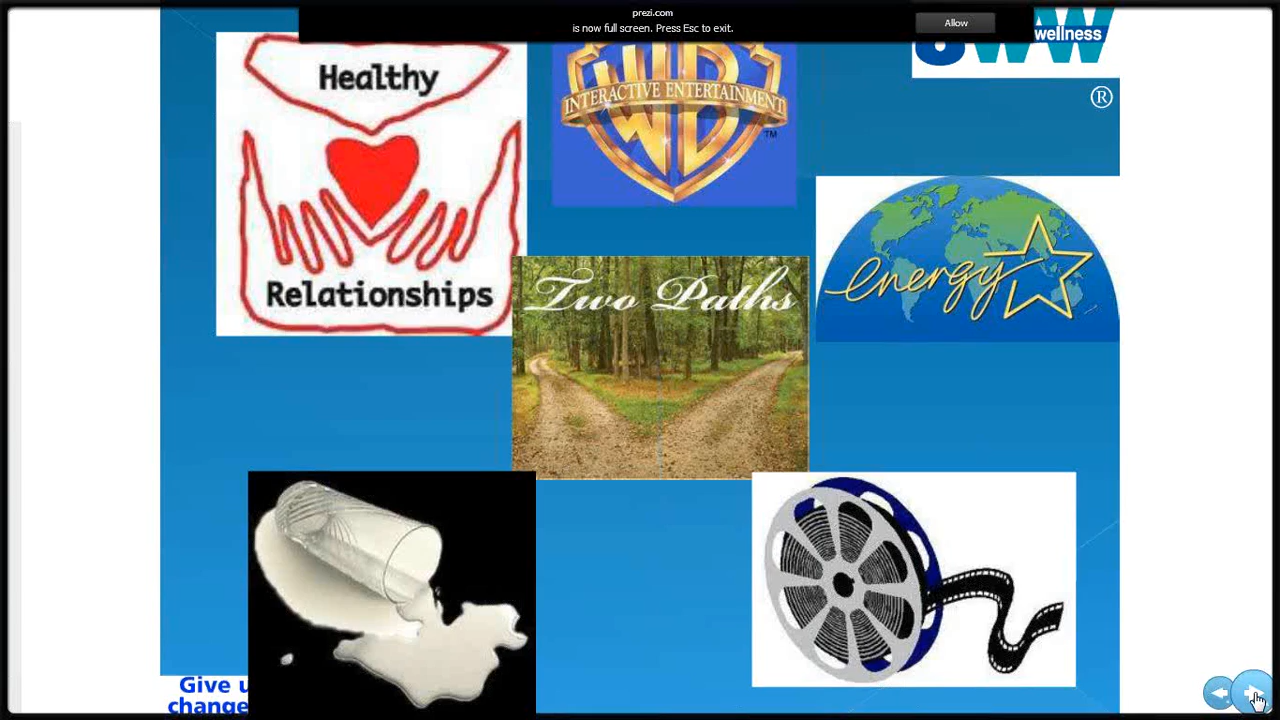 prezi.com
is now full screen. Press Esc to exit.
Allow
wellness
®
Healthy
Relationships
WB
INTERACTIVE ENTERTAINMENT
TM
energy
Two Paths
Give u
change